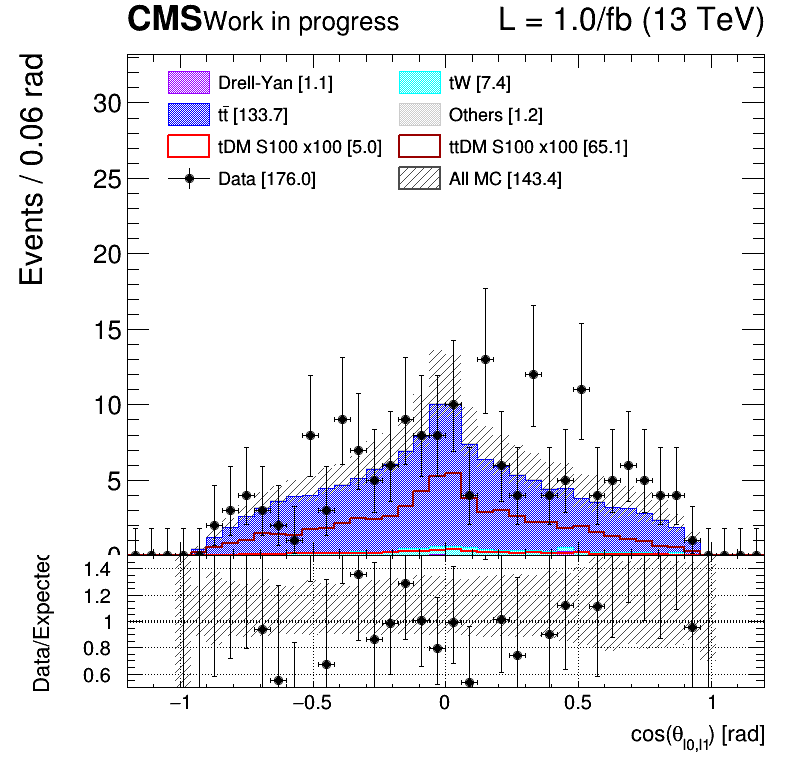 CMS Work in progress L = 1.0/fb (13 TeV)
Events / 0.06 rad
Drell-Yan [1.1] tW [7.4]
tt̄ [133.7] Others [1.2]
tDM S100 x100 [5.0] ttDM S100 x100 [65.1]
Data [176.0] All MC [143.4]
30
25
20
15
10
5
0
Data/Expected
1.4
1.2
1
0.8
0.6
−1 −0.5 0 0.5 1
cos(θl0,l1) [rad]